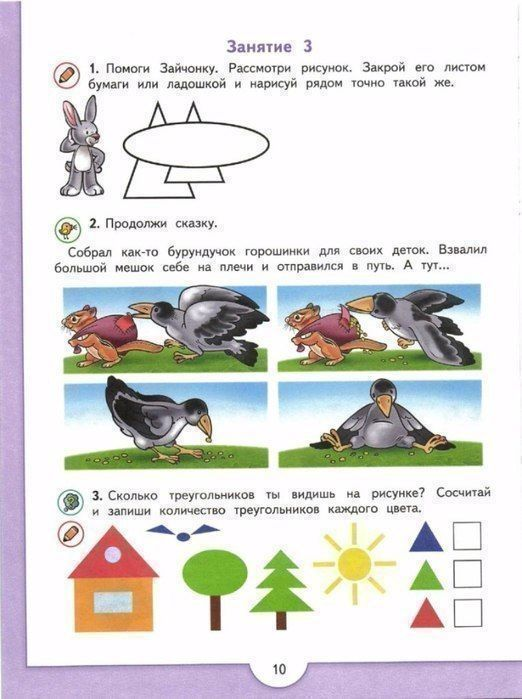 Занятие 3
1. Помоги Зайчонку. Рассмотри рисунок. Закрой его листом
бумаги или ладошкой и нарисуй рядом точно такой же.
2. Продолжи сказку.
Собрал как-то бурундучок горошинки для своих деток. Взвалил
большой мешок себе на плечи и отправился в путь. А тут...
3. Сколько треугольников ты видишь на рисунке? Сосчитай
и запиши количество треугольников каждого цвета.
10